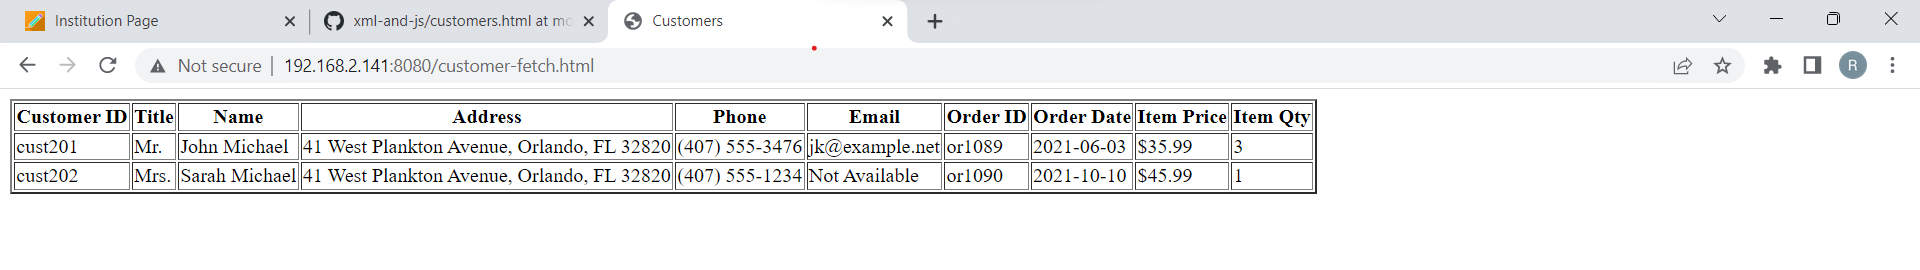 Institution Page
xml-and-js/customers.html at mo
Customers
Not secure 192.168.2.141:8080/customer-fetch.html
R
Customer ID Title Name Address Phone Email Order ID Order Date Item Price Item Qty
cust201 Mr. John Michael 41 West Plankton Avenue, Orlando, FL 32820 (407) 555-3476 jk@example.net or1089 2021-06-03 $35.99 3
cust202 Mrs. Sarah Michael 41 West Plankton Avenue, Orlando, FL 32820 (407) 555-1234 Not Available or1090 2021-10-10 $45.99 1